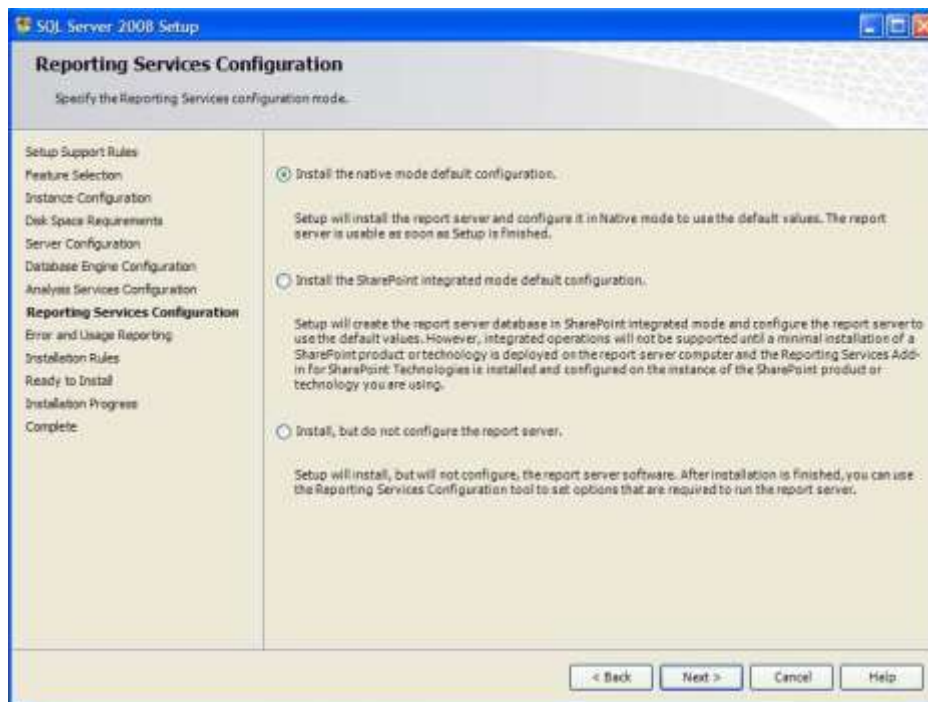 SQL Server 2008 Setup
Reporting Services Configuration
Specify the Reporting Services configuration mode.
Setup Support Rules
Feature Selection
Instance Configuration
Disk Space Requirements
Server Configuration
Database Engine Configuration
Analysis Services Configuration
Reporting Services Configuration
Error and Usage Reporting
Installation Rules
Ready to Install
Installation Progress
Complete
Install the native mode default configuration.
Setup will install the report server and configure it in Native mode to use the default values. The report
server is usable as soon as Setup is finished.
Install the SharePoint integrated mode default configuration.
Setup will create the report server database in SharePoint integrated mode and configure the report server to
use the default values. However, integrated operations will not be supported until a minimal installation of a
SharePoint product or technology is deployed on the report server computer and the Reporting Services Add-
in for SharePoint Technologies is installed and configured on the instance of the SharePoint product or
technology you are using.
Install, but do not configure the report server.
Setup will install, but will not configure, the report server software. After installation is finished, you can use
the Reporting Services Configuration tool to set options that are required to run the report server.
< Back
Next >
Cancel
Help